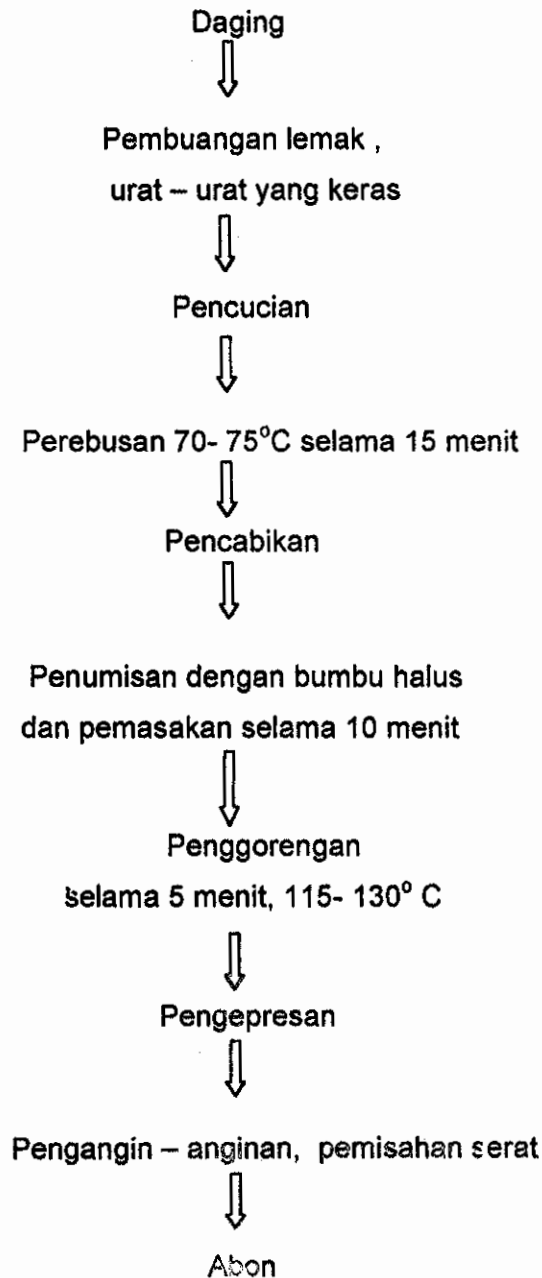 Daging
Pembuangan lemak ,
urat – urat yang keras
Pencucian
Perebusan 70- 75°C selama 15 menit
Pencabikan
Penumisan dengan bumbu halus
dan pemasakan selama 10 menit
Penggorengan
selama 5 menit, 115- 130° C
Pengepresan
Pengangin – anginan, pemisahan serat
Abon